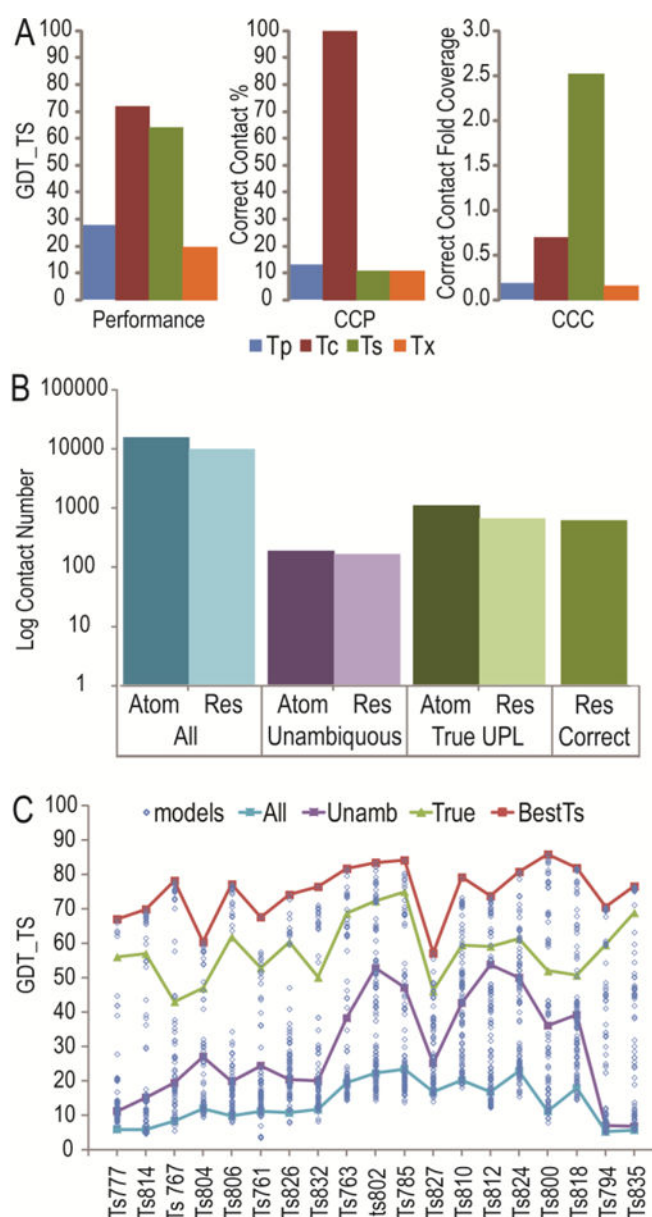 A
GDT_TS
100
90
80
70
60
50
40
30
20
10
0
Performance
Correct Contact %
100
90
80
70
60
50
40
30
20
10
0
CCP
Correct Contact Fold Coverage
3.0
2.5
2.0
1.5
1.0
0.5
0.0
CCC
Tp Tc Ts Tx
B
Log Contact Number
100000
10000
1000
100
10
1
Atom Res Atom Res Atom Res Res
All Unambiquous True UPL Correct
C
GDT_TS
models All Unamb True BestTs
100
90
80
70
60
50
40
30
20
10
0
Ts777
Ts814
Ts 767
Ts804
Ts806
Ts761
Ts826
Ts832
Ts763
ts802
Ts785
Ts827
Ts810
Ts812
Ts824
Ts800
Ts818
Ts794
Ts835